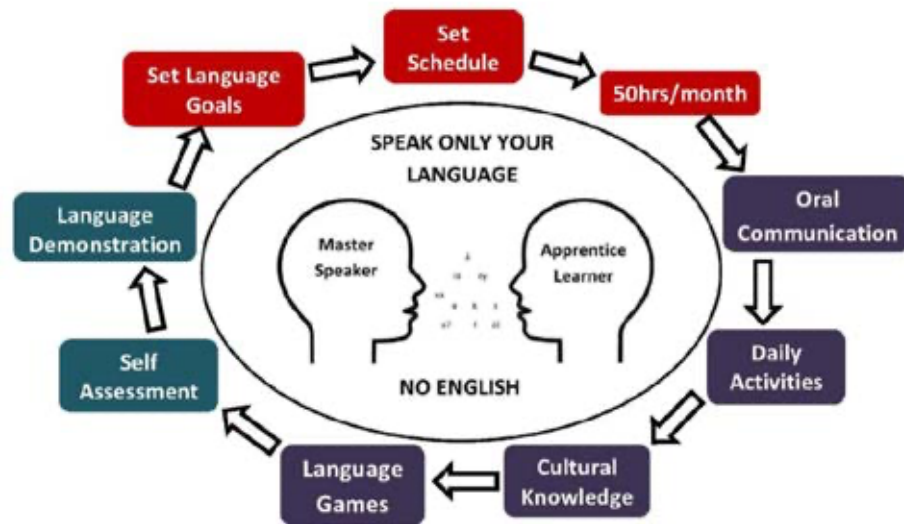 Set
Schedule
Set Language
Goals
50hrs/month
SPEAK ONLY YOUR
LANGUAGE
Oral
Communication
Language
Demonstration
Master
Speaker
Apprentice
Learner
Daily
Activities
Self
Assessment
NO ENGLISH
Cultural
Knowledge
Language
Games